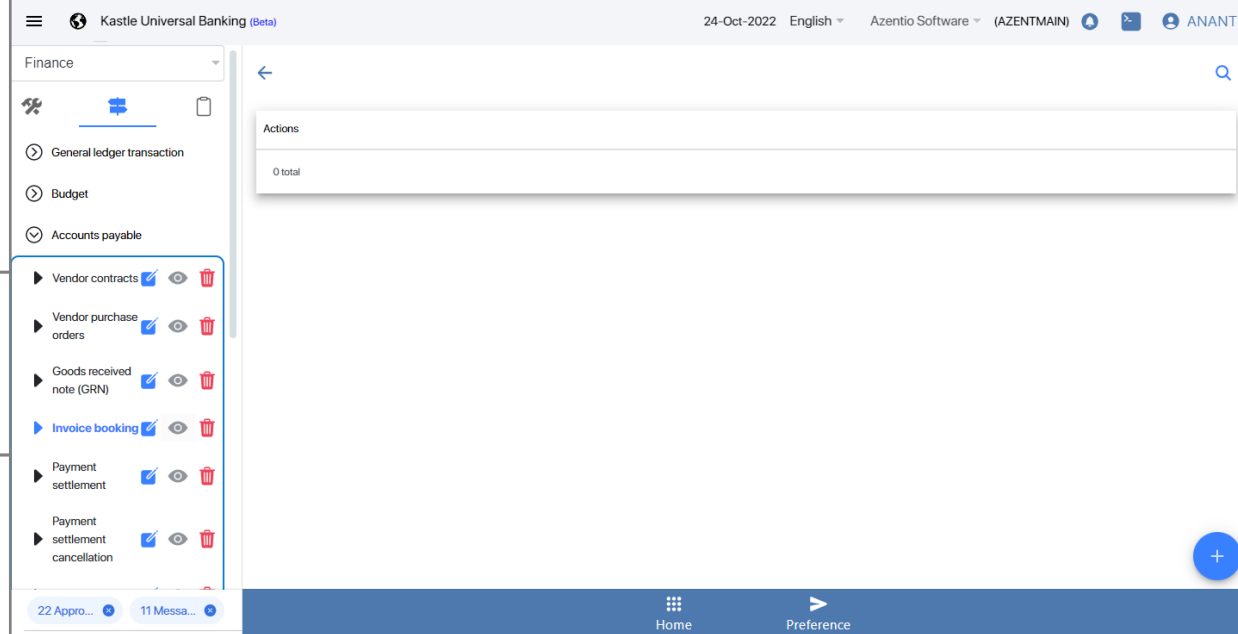 Kastle Universal Banking (Beta)
24-Oct-2022 English Azentio Software (AZENTMAIN) ANANT
Finance
General ledger transaction
Budget
Accounts payable
Vendor contracts
Vendor purchase
orders
Goods received
note (GRN)
Invoice booking
Payment
settlement
Payment
settlement
cancellation
22 Appro...
11 Messa...
Actions
0 total
Home
Preference